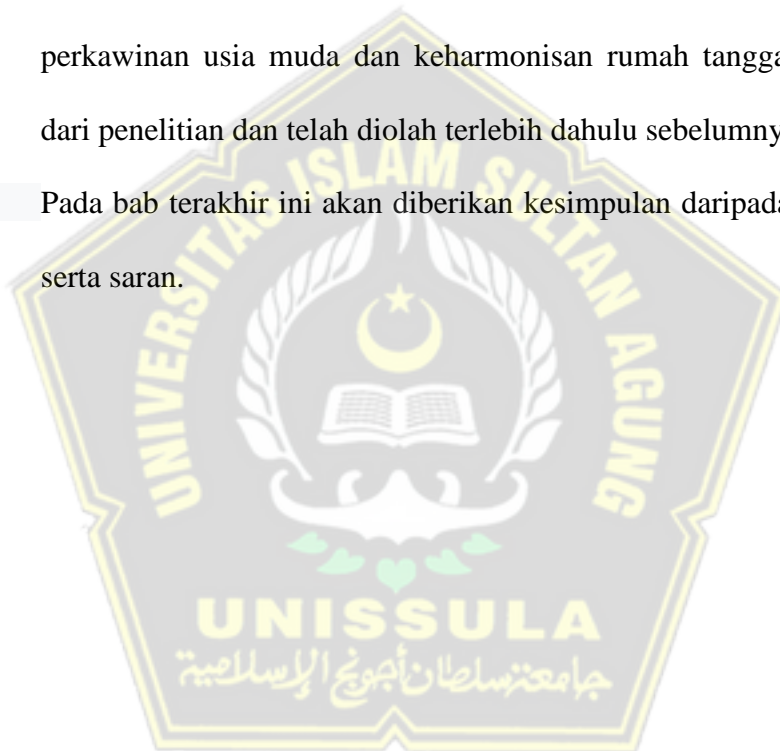 perkawinan usia muda dan keharmonisan rumah tangga
dari penelitian dan telah diolah terlebih dahulu sebelumny
Pada bab terakhir ini akan diberikan kesimpulan daripada
serta saran.
UNIVERSITAS ISLAM SULTAN AGUNG
UNISSULA
جامعة سلطان أجونج الإسلامية